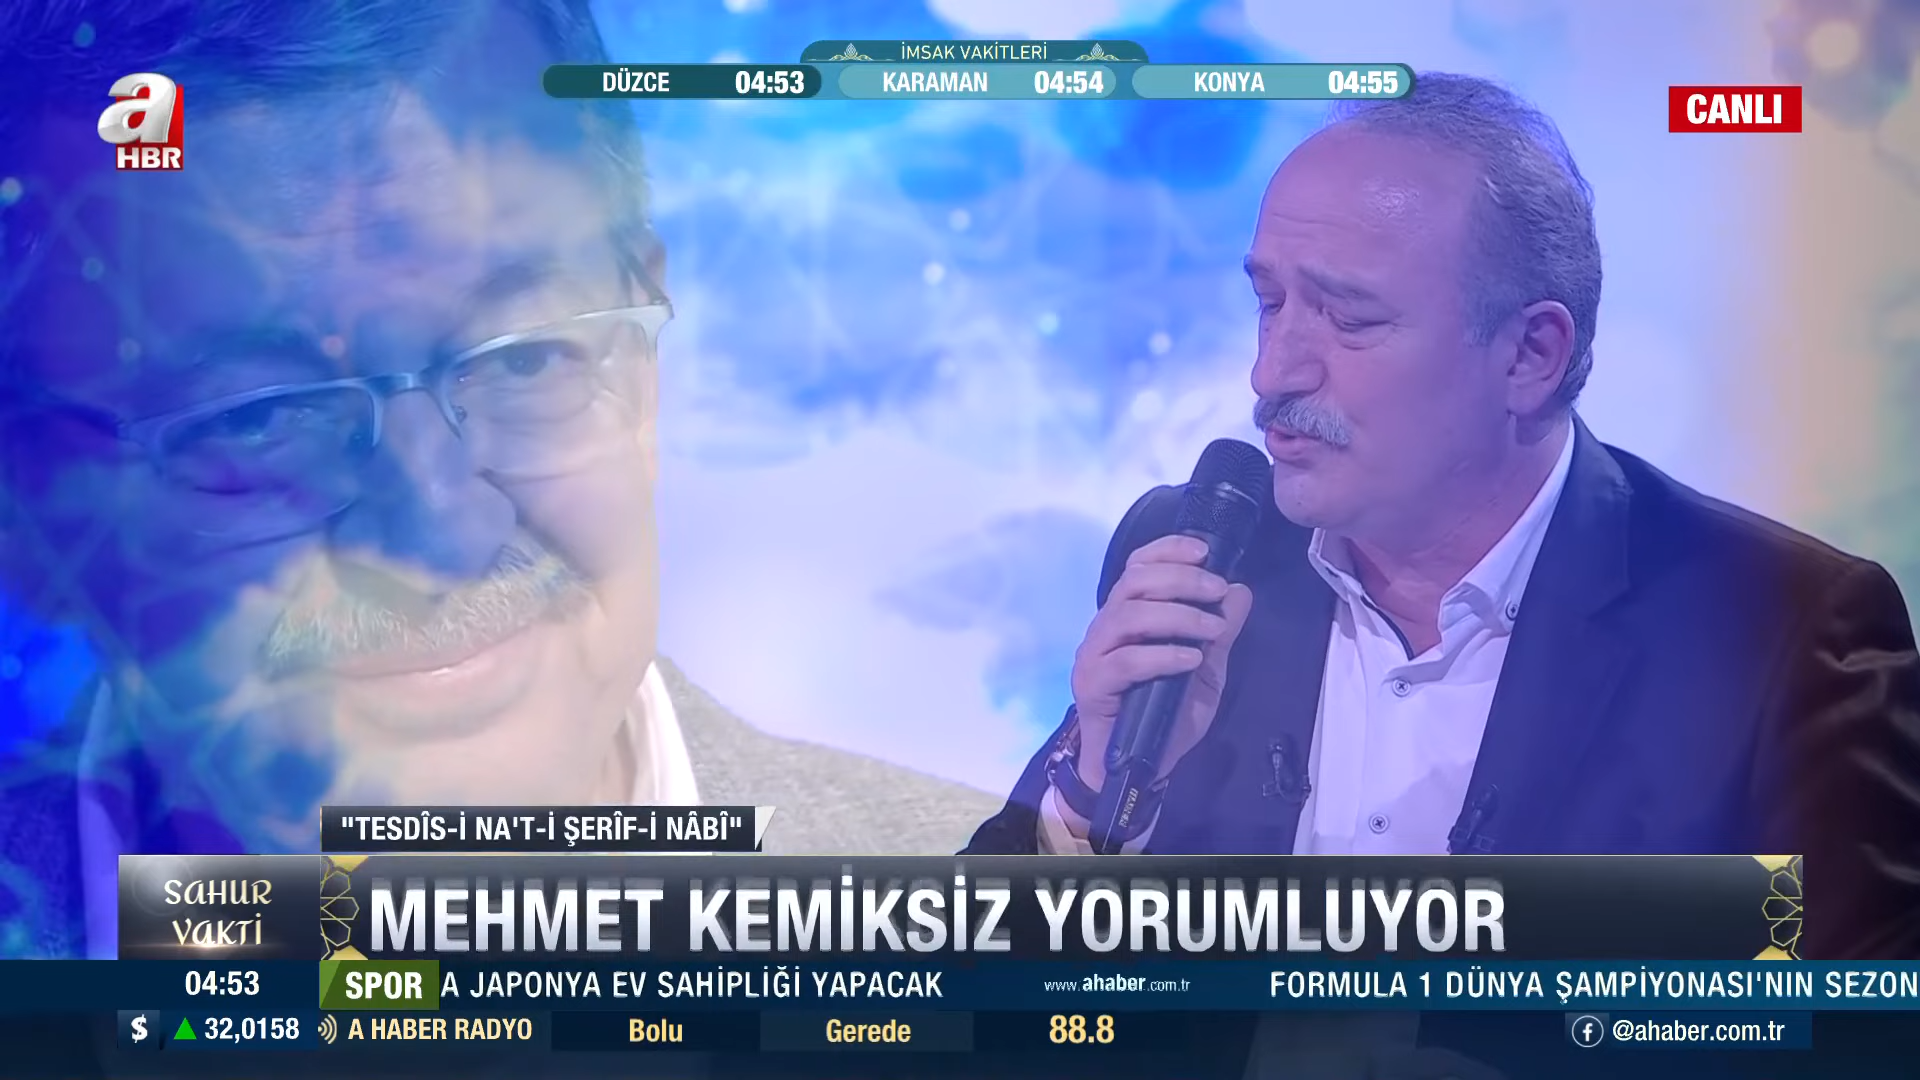 İMSAK VAKİTLERİ
DÜZCE 04:53 KARAMAN 04:54 KONYA 04:55
a
HBR
CANLI
"TESDÎS-İ NA'T-İ ŞERÎF-İ NÂBÎ"
SAHUR
VAKTİ
MEHMET KEMİKSİZ YORUMLUYOR
04:53 SPOR A JAPONYA EV SAHİPLİĞİ YAPACAK www.ahaber.com.tr FORMULA 1 DÜNYA ŞAMPİYONASI'NIN SEZON
$ 32,0158 A HABER RADYO Bolu Gerede 88.8 @ahaber.com.tr